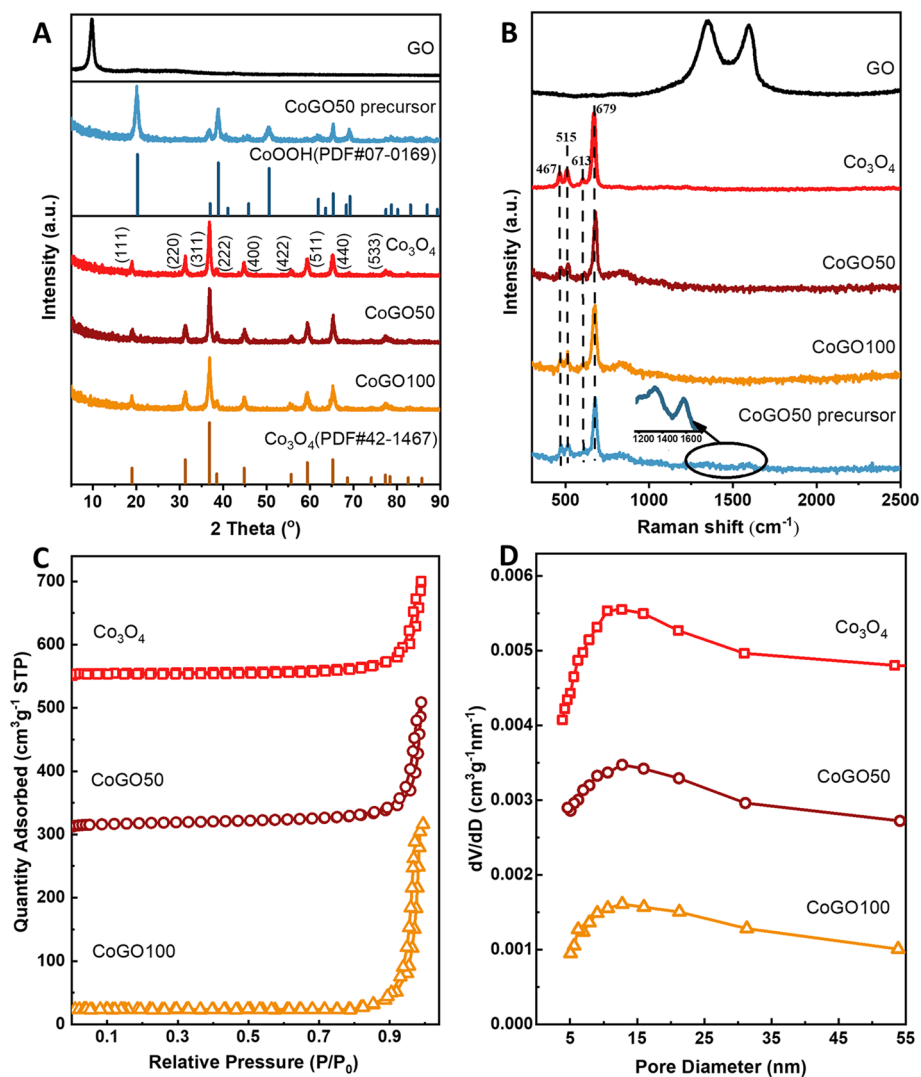 A
GO
CoGO50 precursor
CoOOH(PDF#07-0169)
(111)
(220)
(311)
(222)
(400)
(422)
(511)
(440)
(533)
Co₃O₄
CoGO50
CoGO100
Co₃O₄(PDF#42-1467)
10 20 30 40 50 60 70 80 90
2 Theta (°)
Intensity (a.u.)
B
GO
679
515
467
613
Co₃O₄
CoGO50
CoGO100
CoGO50 precursor
1200 1400 1600
500 1000 1500 2000 2500
Raman shift (cm⁻¹)
Intensity (a.u.)
C
700
600
500
400
300
200
100
0
Co₃O₄
CoGO50
CoGO100
0.1 0.3 0.5 0.7 0.9
Relative Pressure (P/P₀)
Quantity Adsorbed (cm³g⁻¹ STP)
D
0.006
0.005
0.004
0.003
0.002
0.001
0.000
Co₃O₄
CoGO50
CoGO100
5 15 25 35 45 55
Pore Diameter (nm)
dV/dD (cm³g⁻¹nm⁻¹)